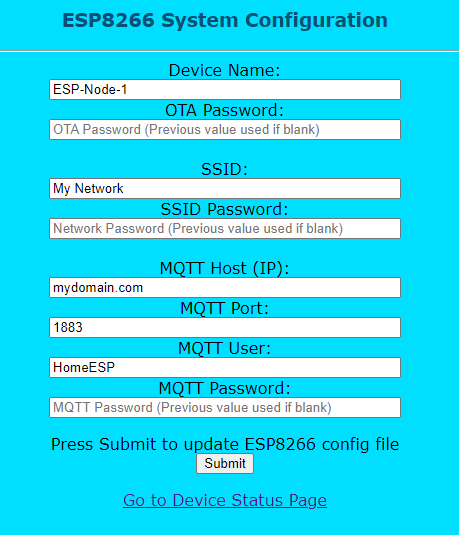 ESP8266 System Configuration
Device Name:
ESP-Node-1
OTA Password:
OTA Password (Previous value used if blank)
SSID:
My Network
SSID Password:
Network Password (Previous value used if blank)
MQTT Host (IP):
mydomain.com
MQTT Port:
1883
MQTT User:
HomeESP
MQTT Password:
MQTT Password (Previous value used if blank)
Press Submit to update ESP8266 config file
Submit
Go to Device Status Page